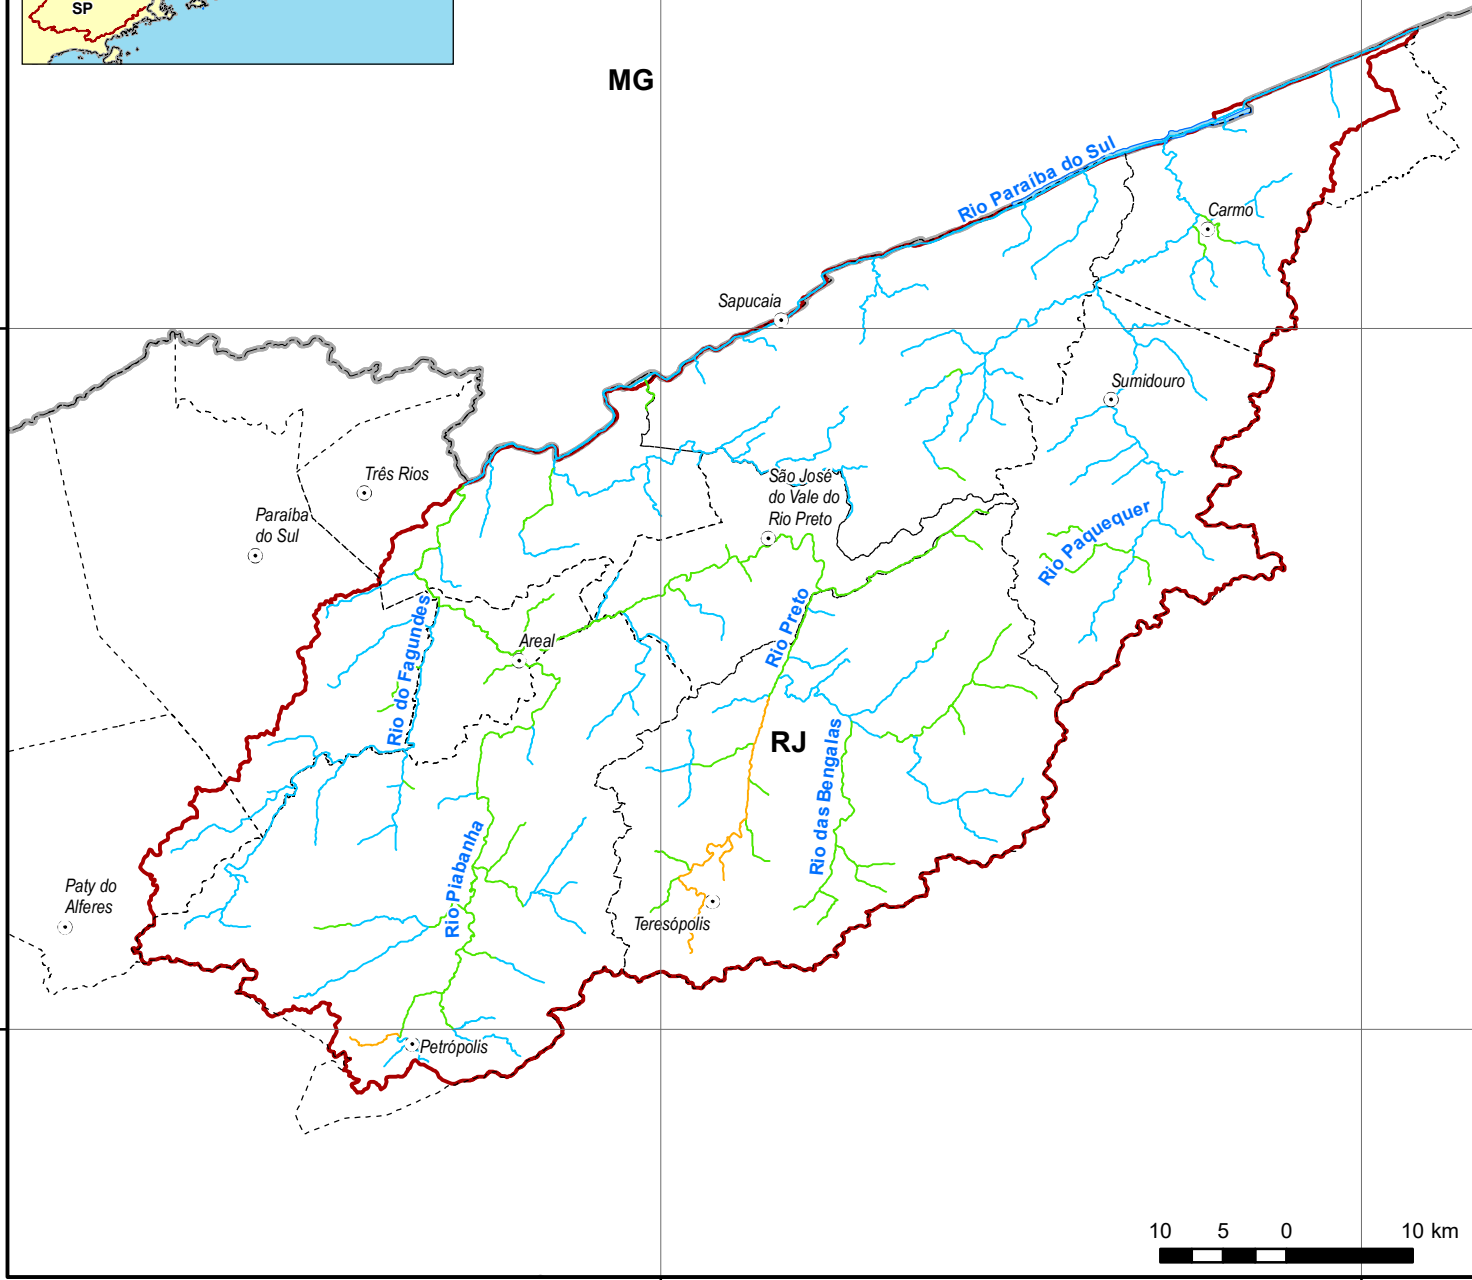 SP
MG
Rio Paraíba do Sul
Carmo
Sapucaia
Sumidouro
Três Rios
São José
do Vale do
Rio Preto
Paraíba
do Sul
Rio Paquequer
Rio do Fagundes
Rio Preto
Areal
RJ
Rio das Bengalas
Rio Piabanha
Paty do
Alferes
Teresópolis
Petrópolis
10 5 0 10 km